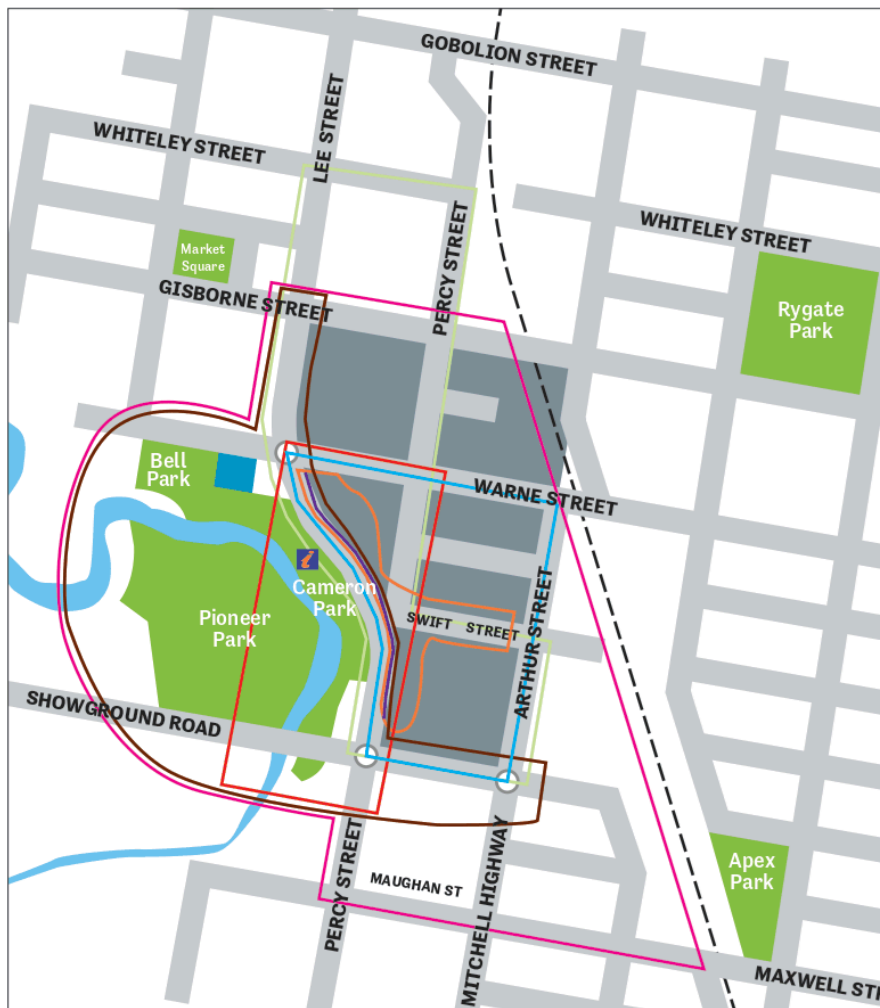 GOBOLION STREET
LEE STREET
WHITELEY STREET
PERCY STREET
WHITELEY STREET
Market
Square
GISBORNE STREET
Rygate
Park
Bell
Park
WARNE STREET
i
Cameron
Park
Pioneer
Park
SWIFT STREET
ARTHUR STREET
SHOWGROUND ROAD
PERCY STREET
MAUGHAN ST
MITCHELL HIGHWAY
Apex
Park
MAXWELL ST